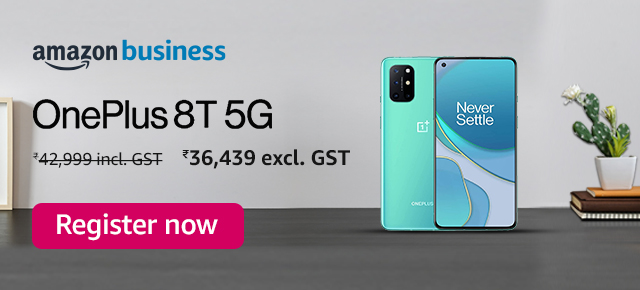 amazon business
OnePlus 8T 5G
₹42,999 incl. GST ₹36,439 excl. GST
Register now
Never
Settle
ONEPLUS